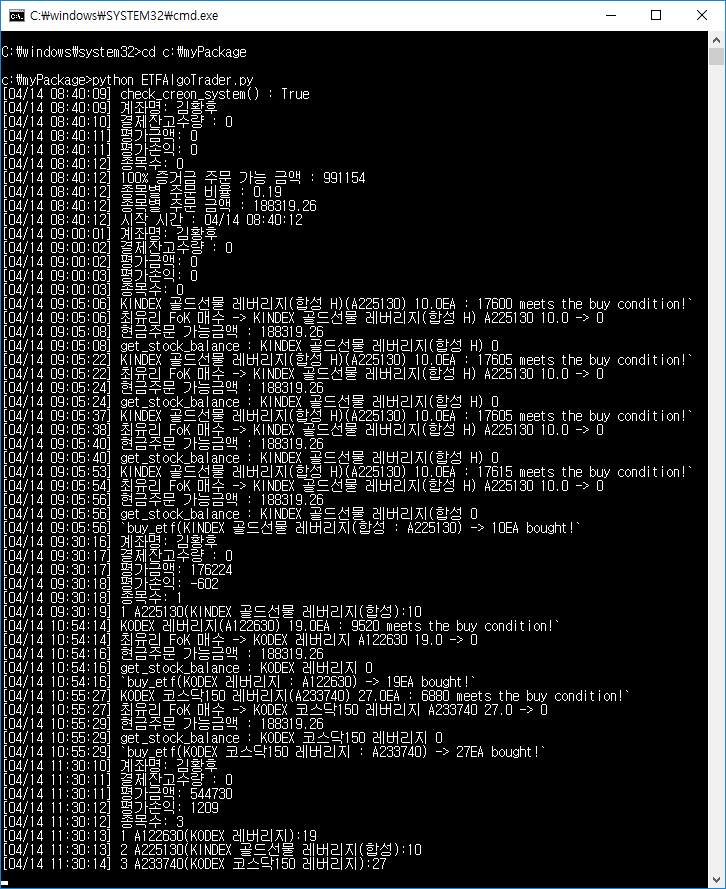 C:\windows\SYSTEM32\cmd.exe
C:\windows\system32>cd c:\myPackage
c:\myPackage>python ETFAlgoTrader.py
[04/14 08:40:09] check_creon_system() : True
[04/14 08:40:09] 계좌명: 김황후
[04/14 08:40:10] 결제잔고수량 : 0
[04/14 08:40:11] 평가금액: 0
[04/14 08:40:11] 평가손익: 0
[04/14 08:40:12] 종목수: 0
[04/14 08:40:12] 100% 증거금 주문 가능 금액 : 991154
[04/14 08:40:12] 종목별 주문 비율 : 0.19
[04/14 08:40:12] 종목별 주문 금액 : 188319.26
[04/14 08:40:12] 시작 시간 : 04/14 08:40:12
[04/14 09:00:01] 계좌명: 김황후
[04/14 09:00:02] 결제잔고수량 : 0
[04/14 09:00:02] 평가금액: 0
[04/14 09:00:03] 평가손익: 0
[04/14 09:00:03] 종목수: 0
[04/14 09:05:06] KINDEX 골드선물 레버리지(합성 H)(A225130) 10.0EA : 17600 meets the buy condition!`
[04/14 09:05:06] 최유리 FoK 매수 -> KINDEX 골드선물 레버리지(합성 H) A225130 10.0 -> 0
[04/14 09:05:08] 현금주문 가능금액 : 188319.26
[04/14 09:05:08] get_stock_balance : KINDEX 골드선물 레버리지(합성 H) 0
[04/14 09:05:22] KINDEX 골드선물 레버리지(합성 H)(A225130) 10.0EA : 17605 meets the buy condition!`
[04/14 09:05:22] 최유리 FoK 매수 -> KINDEX 골드선물 레버리지(합성 H) A225130 10.0 -> 0
[04/14 09:05:24] 현금주문 가능금액 : 188319.26
[04/14 09:05:24] get_stock_balance : KINDEX 골드선물 레버리지(합성 H) 0
[04/14 09:05:37] KINDEX 골드선물 레버리지(합성 H)(A225130) 10.0EA : 17605 meets the buy condition!`
[04/14 09:05:38] 최유리 FoK 매수 -> KINDEX 골드선물 레버리지(합성 H) A225130 10.0 -> 0
[04/14 09:05:40] 현금주문 가능금액 : 188319.26
[04/14 09:05:40] get_stock_balance : KINDEX 골드선물 레버리지(합성 H) 0
[04/14 09:05:53] KINDEX 골드선물 레버리지(합성 H)(A225130) 10.0EA : 17615 meets the buy condition!`
[04/14 09:05:54] 최유리 FoK 매수 -> KINDEX 골드선물 레버리지(합성 H) A225130 10.0 -> 0
[04/14 09:05:56] 현금주문 가능금액 : 188319.26
[04/14 09:05:56] get_stock_balance : KINDEX 골드선물 레버리지(합성 0
[04/14 09:05:56] `buy_etf(KINDEX 골드선물 레버리지(합성 : A225130) -> 10EA bought!`
[04/14 09:30:16] 계좌명: 김황후
[04/14 09:30:17] 결제잔고수량 : 0
[04/14 09:30:17] 평가금액: 176224
[04/14 09:30:18] 평가손익: -602
[04/14 09:30:18] 종목수: 1
[04/14 09:30:19] 1 A225130(KINDEX 골드선물 레버리지(합성):10
[04/14 10:54:14] KODEX 레버리지(A122630) 19.0EA : 9520 meets the buy condition!`
[04/14 10:54:14] 최유리 FoK 매수 -> KODEX 레버리지 A122630 19.0 -> 0
[04/14 10:54:16] 현금주문 가능금액 : 188319.26
[04/14 10:54:16] get_stock_balance : KODEX 레버리지 0
[04/14 10:54:16] `buy_etf(KODEX 레버리지 : A122630) -> 19EA bought!`
[04/14 10:55:27] KODEX 코스닥150 레버리지(A233740) 27.0EA : 6880 meets the buy condition!`
[04/14 10:55:27] 최유리 FoK 매수 -> KODEX 코스닥150 레버리지 A233740 27.0 -> 0
[04/14 10:55:29] 현금주문 가능금액 : 188319.26
[04/14 10:55:29] get_stock_balance : KODEX 코스닥150 레버리지 0
[04/14 10:55:29] `buy_etf(KODEX 코스닥150 레버리지 : A233740) -> 27EA bought!`
[04/14 11:30:10] 계좌명: 김황후
[04/14 11:30:11] 결제잔고수량 : 0
[04/14 11:30:11] 평가금액: 544730
[04/14 11:30:12] 평가손익: 1209
[04/14 11:30:12] 종목수: 3
[04/14 11:30:13] 1 A122630(KODEX 레버리지):19
[04/14 11:30:13] 2 A225130(KINDEX 골드선물 레버리지(합성):10
[04/14 11:30:14] 3 A233740(KODEX 코스닥150 레버리지):27